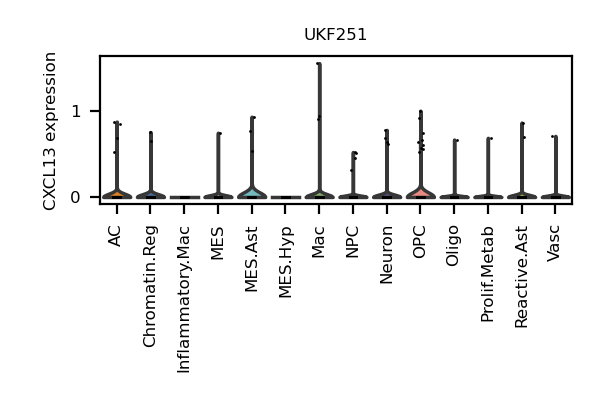 UKF251
CXCL13 expression
1
0
AC
Chromatin.Reg
Inflammatory.Mac
MES
MES.Ast
MES.Hyp
Mac
NPC
Neuron
OPC
Oligo
Prolif.Metab
Reactive.Ast
Vasc